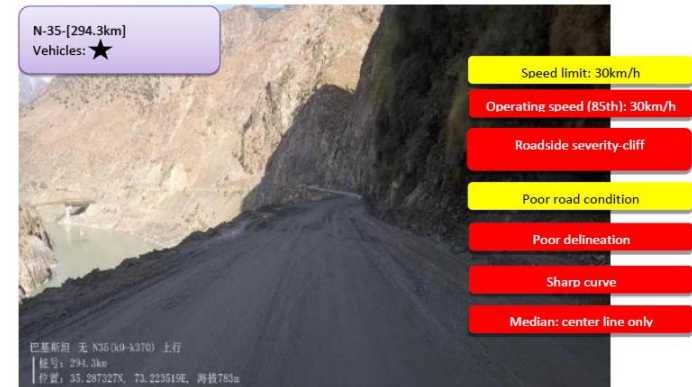 N-35-[294.3km]
Vehicles: ★
Speed limit: 30km/h
Operating speed (85th): 30km/h
Roadside severity-cliff
Poor road condition
Poor delineation
Sharp curve
Median: center line only
巴基斯坦 无 N35(k0-k370) 上行
桩号: 294.3km
位置: 35.287327N, 73.223519E, 海拔783m